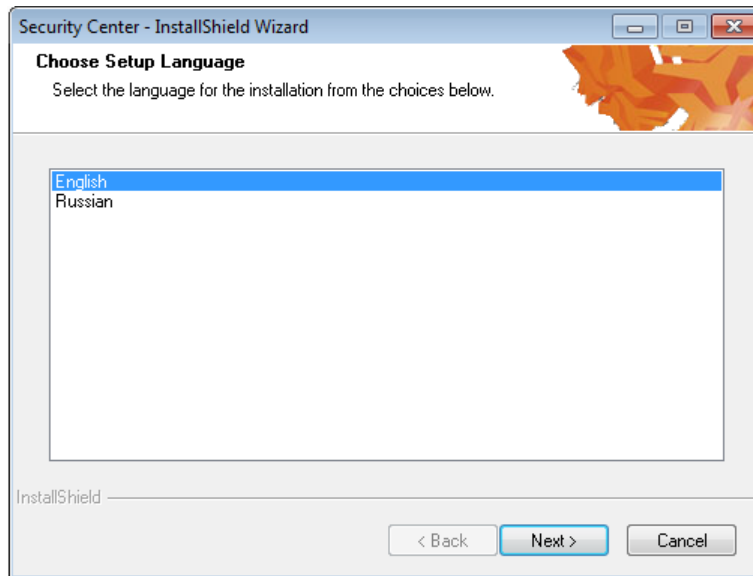 Security Center - InstallShield Wizard
Choose Setup Language
Select the language for the installation from the choices below.
English
Russian
InstallShield
< Back Next > Cancel